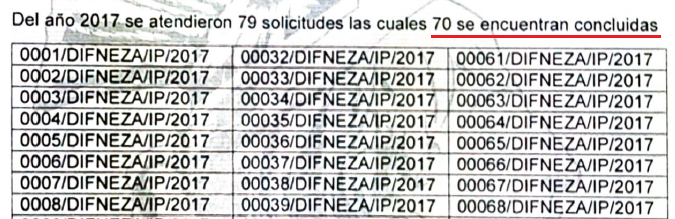 Del año 2017 se atendieron 79 solicitudes las cuales 70 se encuentran concluidas
0001/DIFNEZA/IP/2017 00032/DIFNEZA/IP/2017 00061/DIFNEZA/IP/2017
0002/DIFNEZA/IP/2017 00033/DIFNEZA/IP/2017 00062/DIFNEZA/IP/2017
0003/DIFNEZA/IP/2017 00034/DIFNEZA/IP/2017 00063/DIFNEZA/IP/2017
0004/DIFNEZA/IP/2017 00035/DIFNEZA/IP/2017 00064/DIFNEZA/IP/2017
0005/DIFNEZA/IP/2017 00036/DIFNEZA/IP/2017 00065/DIFNEZA/IP/2017
0006/DIFNEZA/IP/2017 00037/DIFNEZA/IP/2017 00066/DIFNEZA/IP/2017
0007/DIFNEZA/IP/2017 00038/DIFNEZA/IP/2017 00067/DIFNEZA/IP/2017
0008/DIFNEZA/IP/2017 00039/DIFNEZA/IP/2017 00068/DIFNEZA/IP/2017